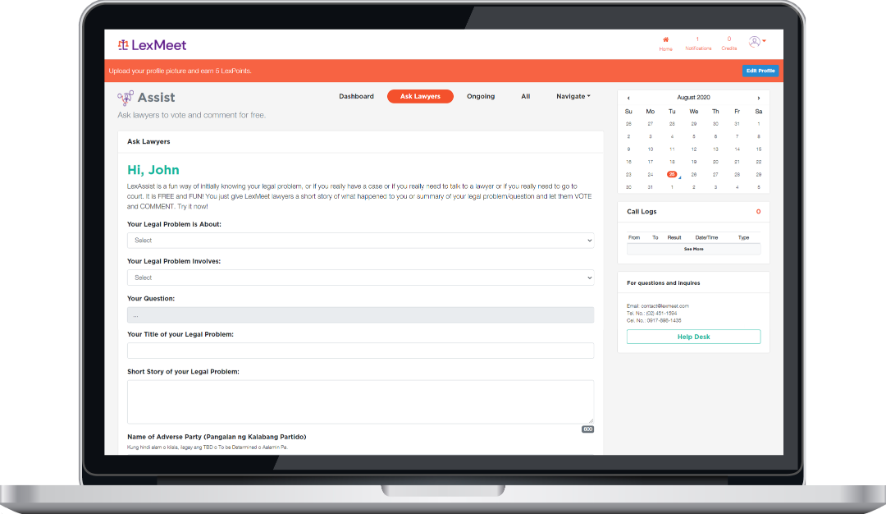 LexMeet
Home
1
Notifications
0
Credits
Upload your profile picture and earn 5 LexPoints.
Edit Profile
Assist
Dashboard
Ask Lawyers
Ongoing
All
Navigate
Ask lawyers to vote and comment for free.
Ask Lawyers
Hi, John
LexAssist is a fun way of initially knowing your legal problem, or if you really have a case or if you really need to talk to a lawyer or if you really need to go to
court. It is FREE and FUN! You just give LexMeet lawyers a short story of what happened to you or summary of your legal problem/question and let them VOTE
and COMMENT. Try it now!
Your Legal Problem is About:
Select
Your Legal Problem Involves:
Select
Your Question:
...
Your Title of your Legal Problem:
Short Story of your Legal Problem:
600
Name of Adverse Party (Pangalan ng Kalabang Partido)
Kung hindi alam o kilala, ilagay ang TBD o To be Determined o Aalamin Pa.
‹ August 2020 ›
Su Mo Tu We Th Fr Sa
26 27 28 29 30 31 1
2 3 4 5 6 7 8
9 10 11 12 13 14 15
16 17 18 19 20 21 22
23 24 25 26 27 28 29
30 31 1 2 3 4 5
Call Logs
0
From To Result Date/Time Type
See More
For questions and inquires
Email: contact@lexmeet.com
Tel. No.:
Cel. No.:
Help Desk